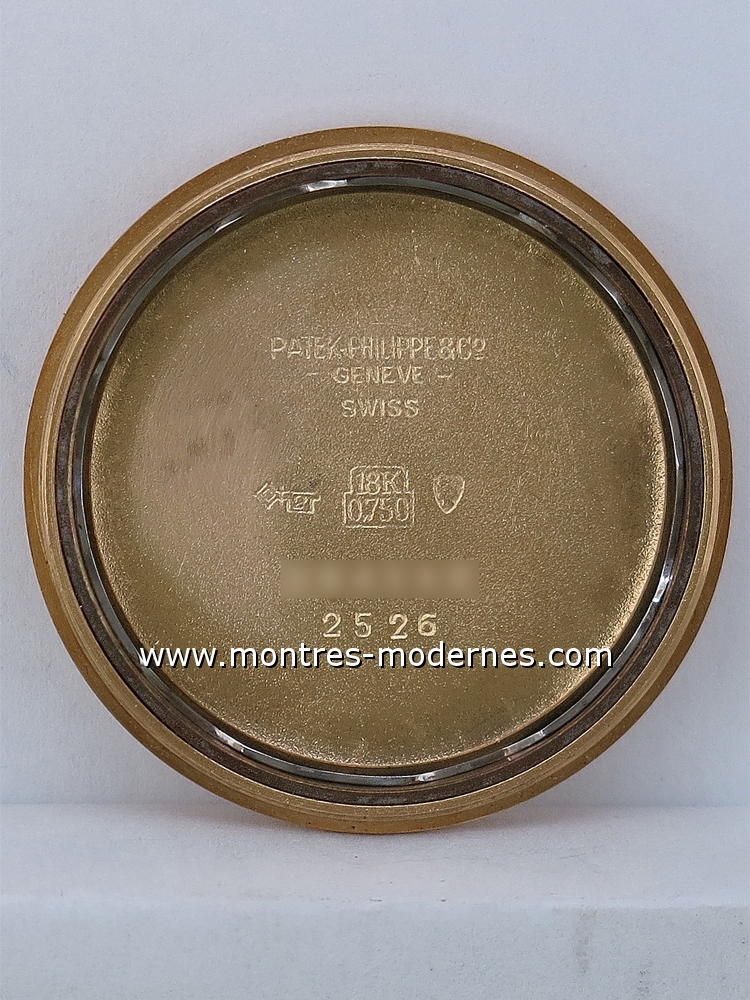 PATEK·PHILIPPE & Cº
– GENEVE –
SWISS
18K
0,750
2526
www.montres-modernes.com